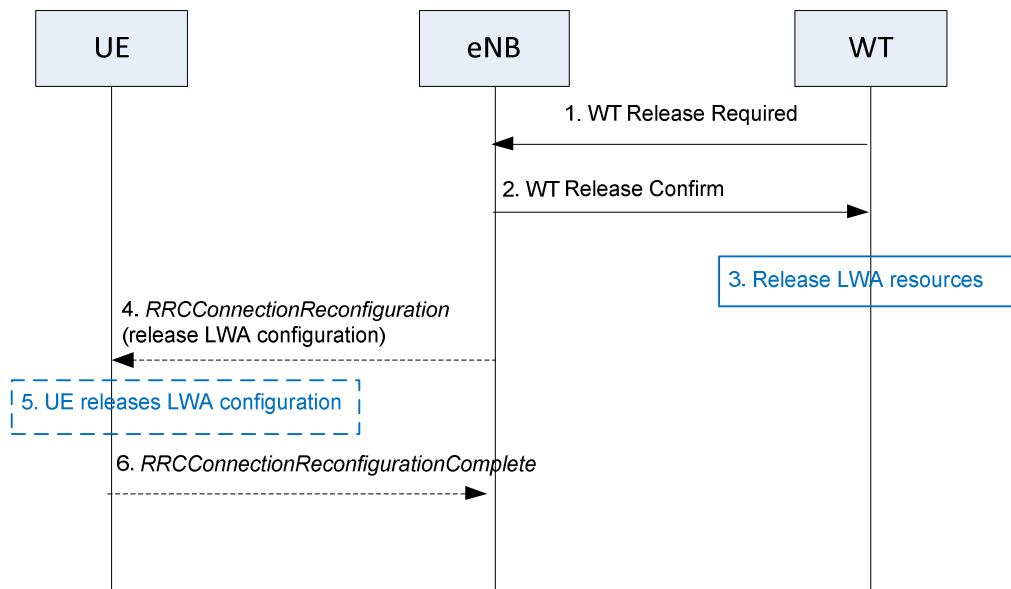 UE
eNB
WT
1. WT Release Required
2. WT Release Confirm
3. Release LWA resources
4. RRCConnectionReconfiguration
(release LWA configuration)
5. UE releases LWA configuration
6. RRCConnectionReconfigurationComplete